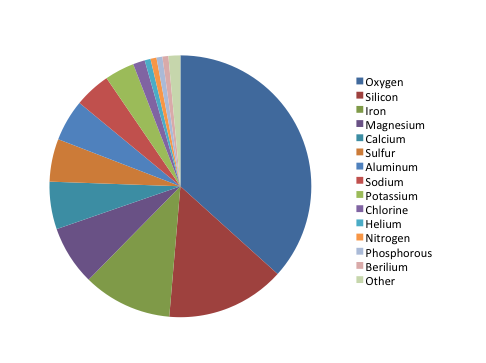 Oxygen
Silicon
Iron
Magnesium
Calcium
Sulfur
Aluminum
Sodium
Potassium
Chlorine
Helium
Nitrogen
Phosphorous
Berilium
Other